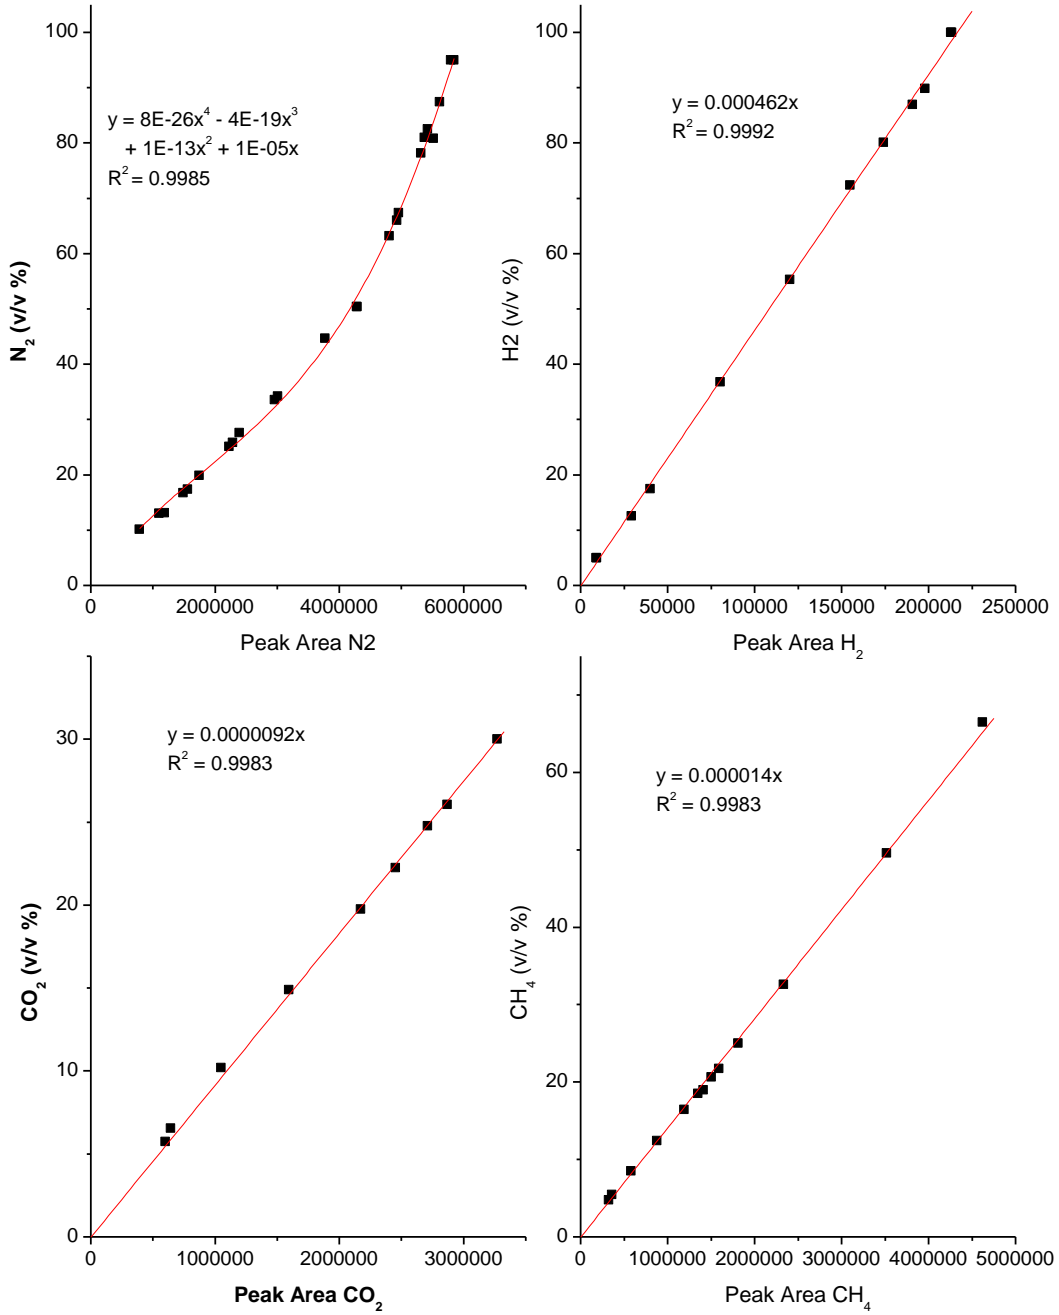 100
80
60
40
20
0
N₂ (v/v %)
y = 8E-26x⁴ - 4E-19x³
+ 1E-13x² + 1E-05x
R² = 0.9985
0 2000000 4000000 6000000
Peak Area N2
100
80
60
40
20
0
H2 (v/v %)
y = 0.000462x
R² = 0.9992
0 50000 100000 150000 200000 250000
Peak Area H₂
30
20
10
0
CO₂ (v/v %)
y = 0.0000092x
R² = 0.9983
0 1000000 2000000 3000000
Peak Area CO₂
60
40
20
0
CH₄ (v/v %)
y = 0.000014x
R² = 0.9983
0 1000000 2000000 3000000 4000000 5000000
Peak Area CH₄